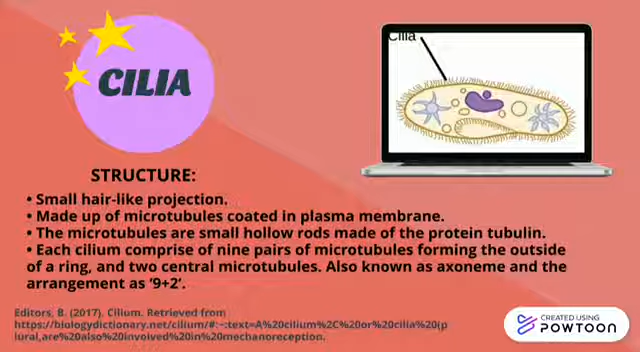 Cilia
CILIA
STRUCTURE:
• Small hair-like projection.
• Made up of microtubules coated in plasma membrane.
• The microtubules are small hollow rods made of the protein tubulin.
• Each cilium comprise of nine pairs of microtubules forming the outside
of a ring, and two central microtubules. Also known as axoneme and the
arrangement as ‘9+2’.
Editors, B. (2017). Cilium. Retrieved from
https://biologydictionary.net/cilium/#:~:text=A%20cilium%2C%20or%20cilia%20(p
lural,are%20also%20involved%20in%20mechanoreception.
CREATED USING
POWTOON